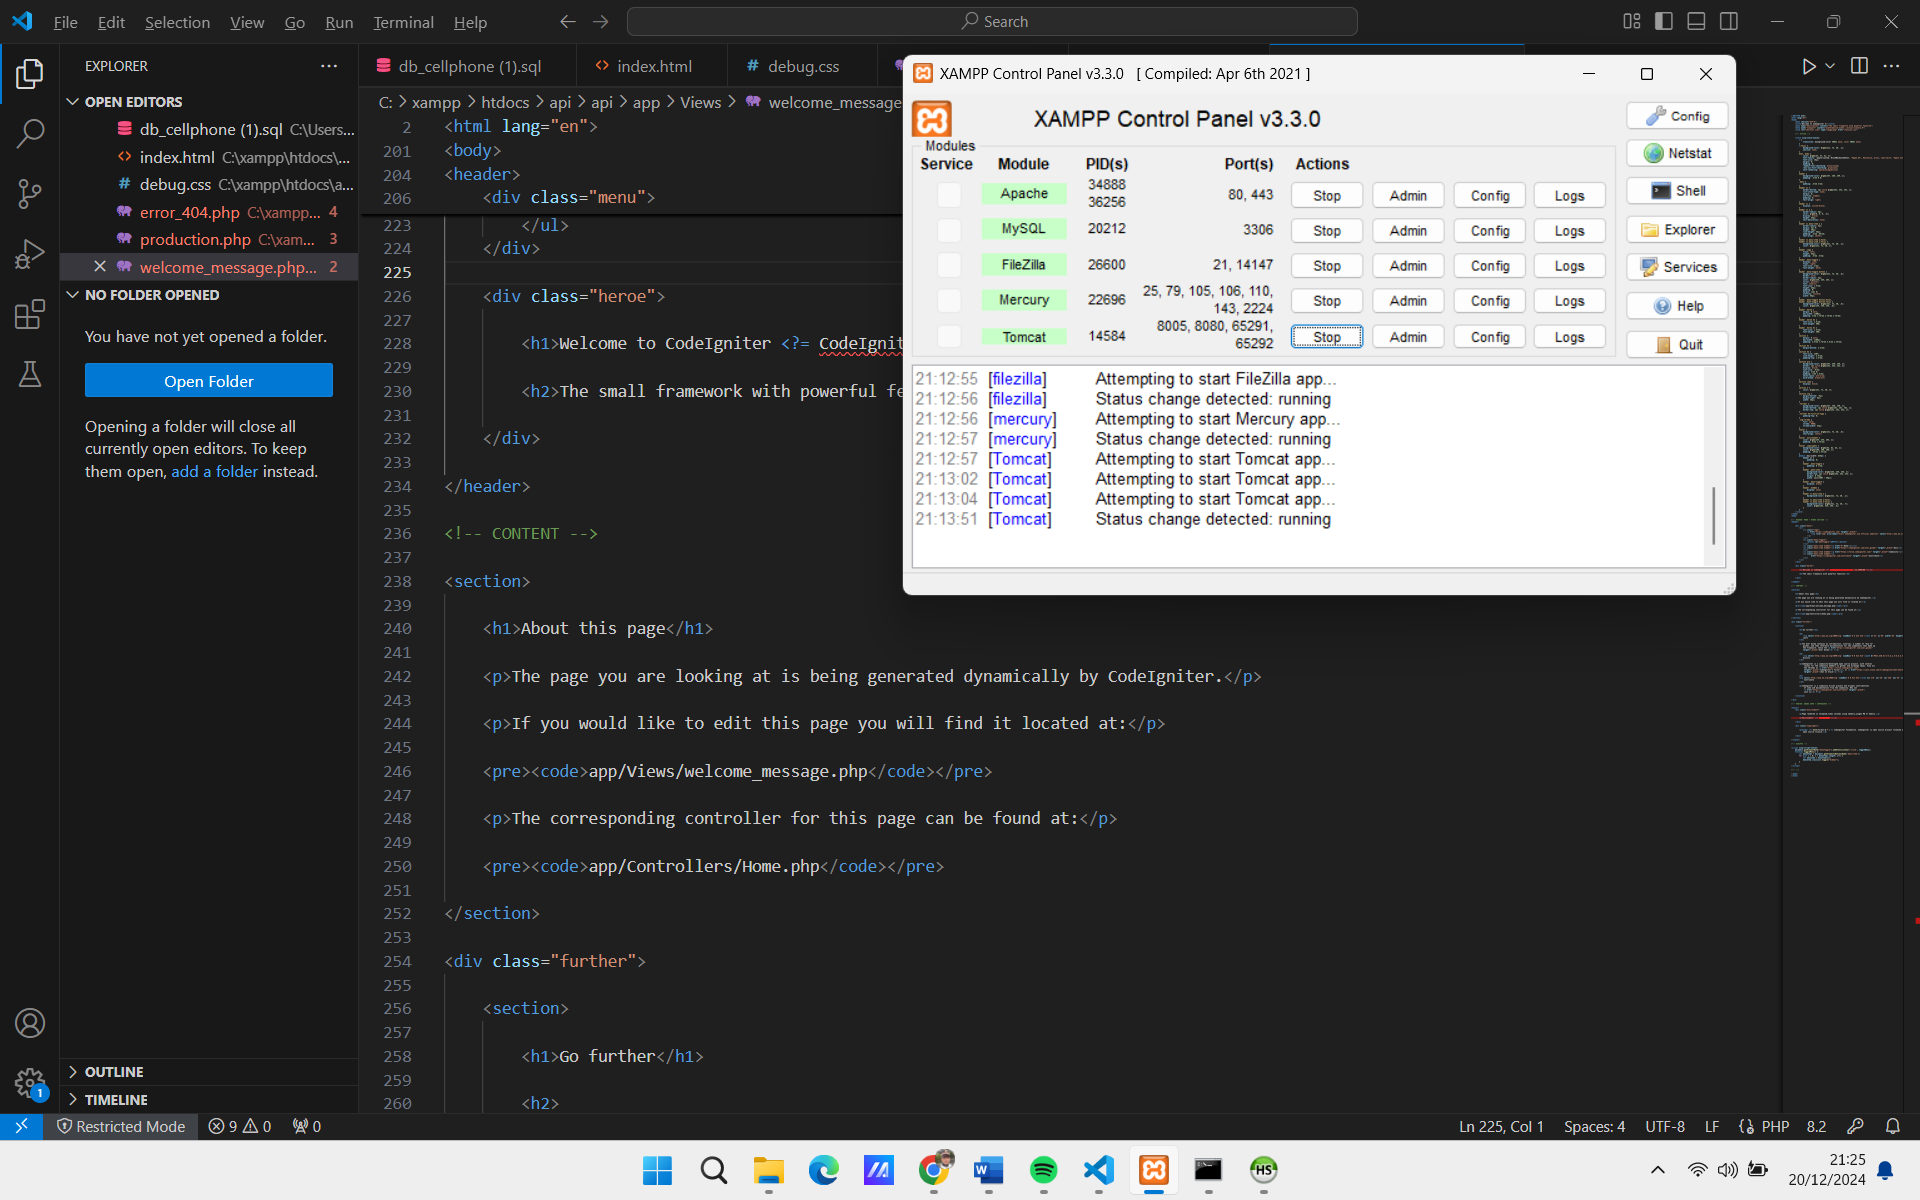 File Edit Selection View Go Run Terminal Help
Search
EXPLORER
OPEN EDITORS
db_cellphone (1).sql C:\Users...
index.html C:\xampp\htdocs\...
debug.css C:\xampp\htdocs\a...
error_404.php C:\xampp... 4
production.php C:\xam... 3
welcome_message.php... 2
NO FOLDER OPENED
You have not yet opened a folder.
Open Folder
Opening a folder will close all
currently open editors. To keep
them open, add a folder instead.
OUTLINE
TIMELINE
db_cellphone (1).sql
index.html
debug.css
C: > xampp > htdocs > api > api > app > Views > welcome_message
2 <html lang="en">
201 <body>
204 <header>
206 <div class="menu">
223 </ul>
224 </div>
225
226 <div class="heroe">
227
228 <h1>Welcome to CodeIgniter <?= CodeIgnit
229
230 <h2>The small framework with powerful fe
231
232 </div>
233
234 </header>
235
236 <!-- CONTENT -->
237
238 <section>
239
240 <h1>About this page</h1>
241
242 <p>The page you are looking at is being generated dynamically by CodeIgniter.</p>
243
244 <p>If you would like to edit this page you will find it located at:</p>
245
246 <pre><code>app/Views/welcome_message.php</code></pre>
247
248 <p>The corresponding controller for this page can be found at:</p>
249
250 <pre><code>app/Controllers/Home.php</code></pre>
251
252 </section>
253
254 <div class="further">
255
256 <section>
257
258 <h1>Go further</h1>
259
260 <h2>
XAMPP Control Panel v3.3.0 [ Compiled: Apr 6th 2021 ]
XAMPP Control Panel v3.3.0
Modules
Service Module PID(s) Port(s) Actions
Apache 34888 36256 80, 443 Stop Admin Config Logs
MySQL 20212 3306 Stop Admin Config Logs
FileZilla 26600 21, 14147 Stop Admin Config Logs
Mercury 22696 25, 79, 105, 106, 110, 143, 2224 Stop Admin Config Logs
Tomcat 14584 8005, 8080, 65291, 65292 Stop Admin Config Logs
Config
Netstat
Shell
Explorer
Services
Help
Quit
21:12:55 [filezilla] Attempting to start FileZilla app...
21:12:56 [filezilla] Status change detected: running
21:12:56 [mercury] Attempting to start Mercury app...
21:12:57 [mercury] Status change detected: running
21:12:57 [Tomcat] Attempting to start Tomcat app...
21:13:02 [Tomcat] Attempting to start Tomcat app...
21:13:04 [Tomcat] Attempting to start Tomcat app...
21:13:51 [Tomcat] Status change detected: running
1
Restricted Mode 9 0 0
Ln 225, Col 1 Spaces: 4 UTF-8 LF PHP 8.2
HS
21:25
20/12/2024